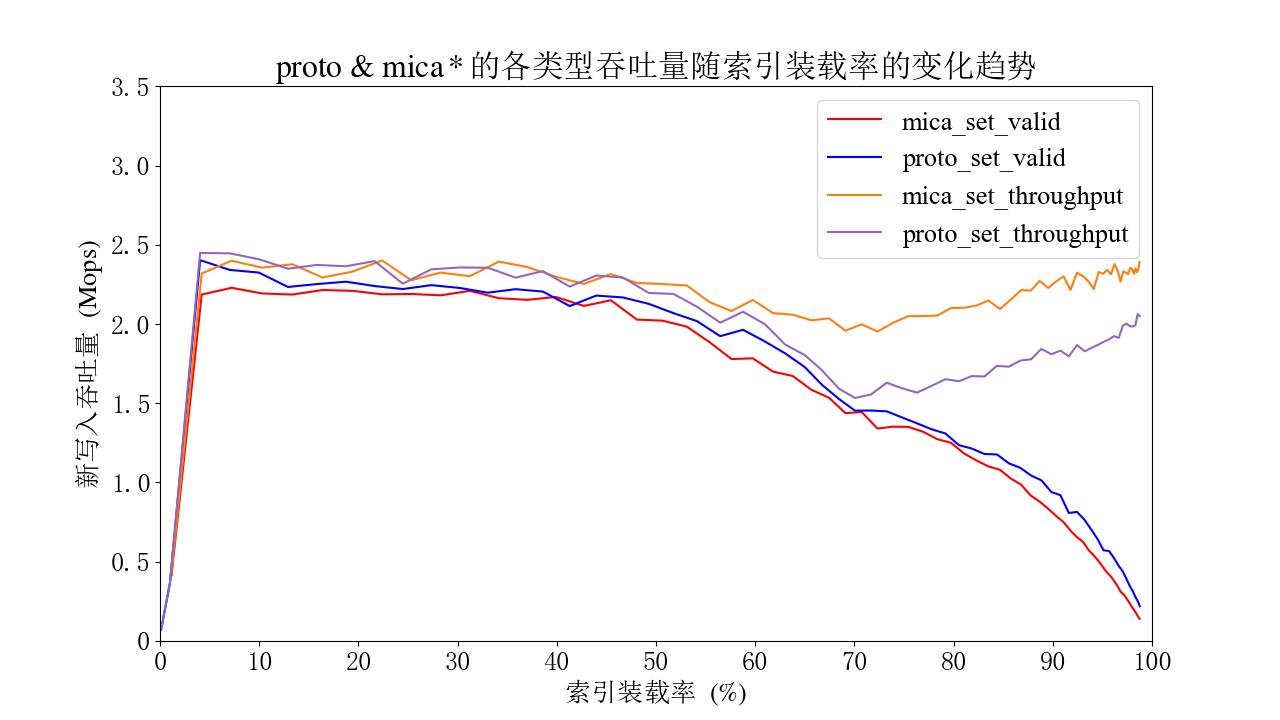 proto & mica * 的各类型吞吐量随索引装载率的变化趋势
3.5
3.0
2.5
2.0
1.5
1.0
0.5
0
新写入吞吐量 (Mops)
mica_set_valid
proto_set_valid
mica_set_throughput
proto_set_throughput
0 10 20 30 40 50 60 70 80 90 100
索引装载率 (%)